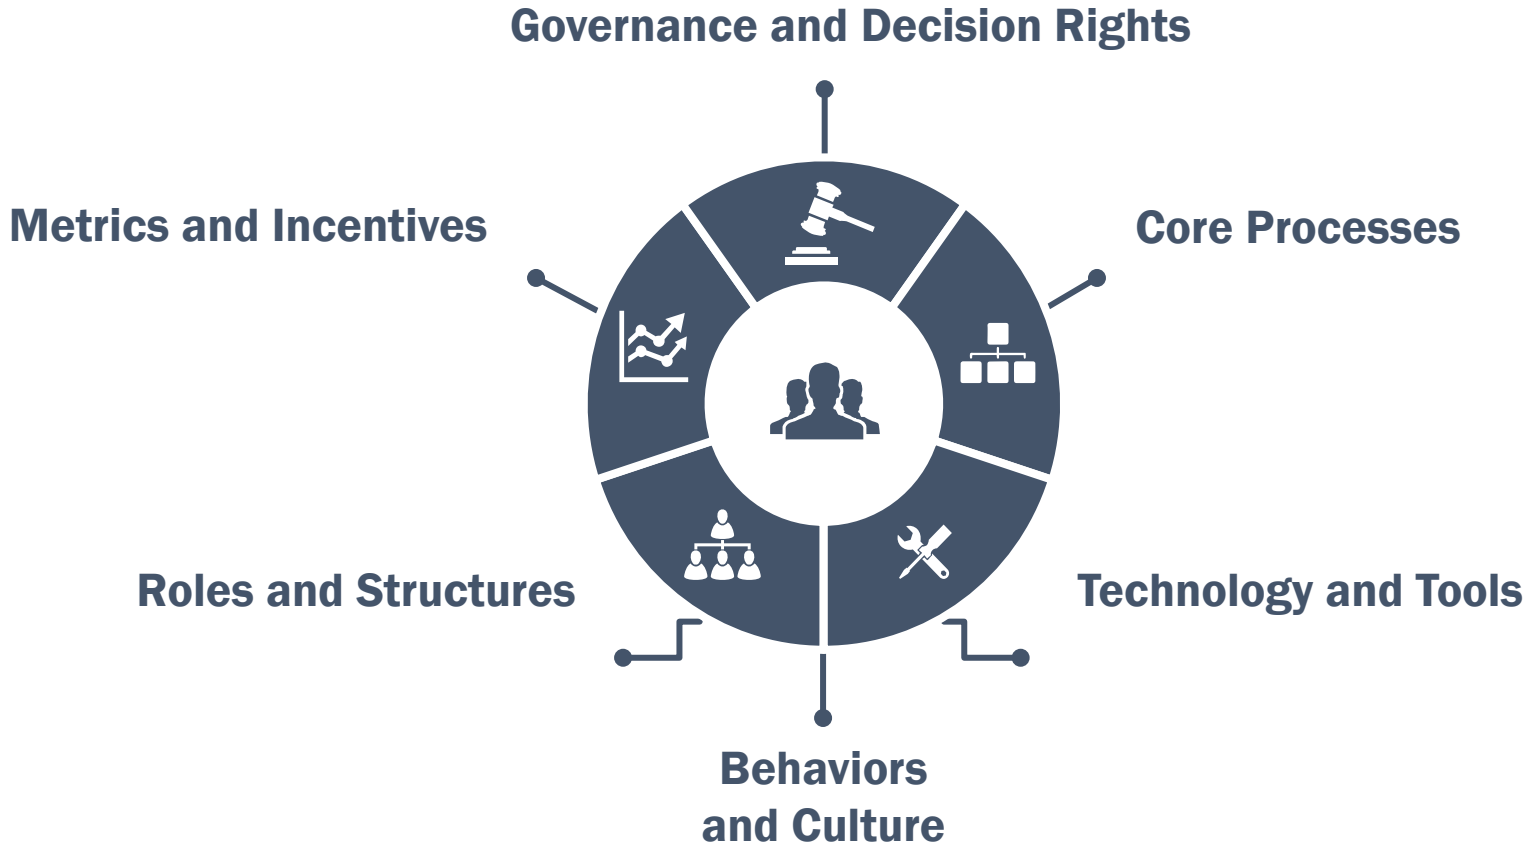 Governance and Decision Rights
Metrics and Incentives
Core Processes
Roles and Structures
Technology and Tools
Behaviors
and Culture